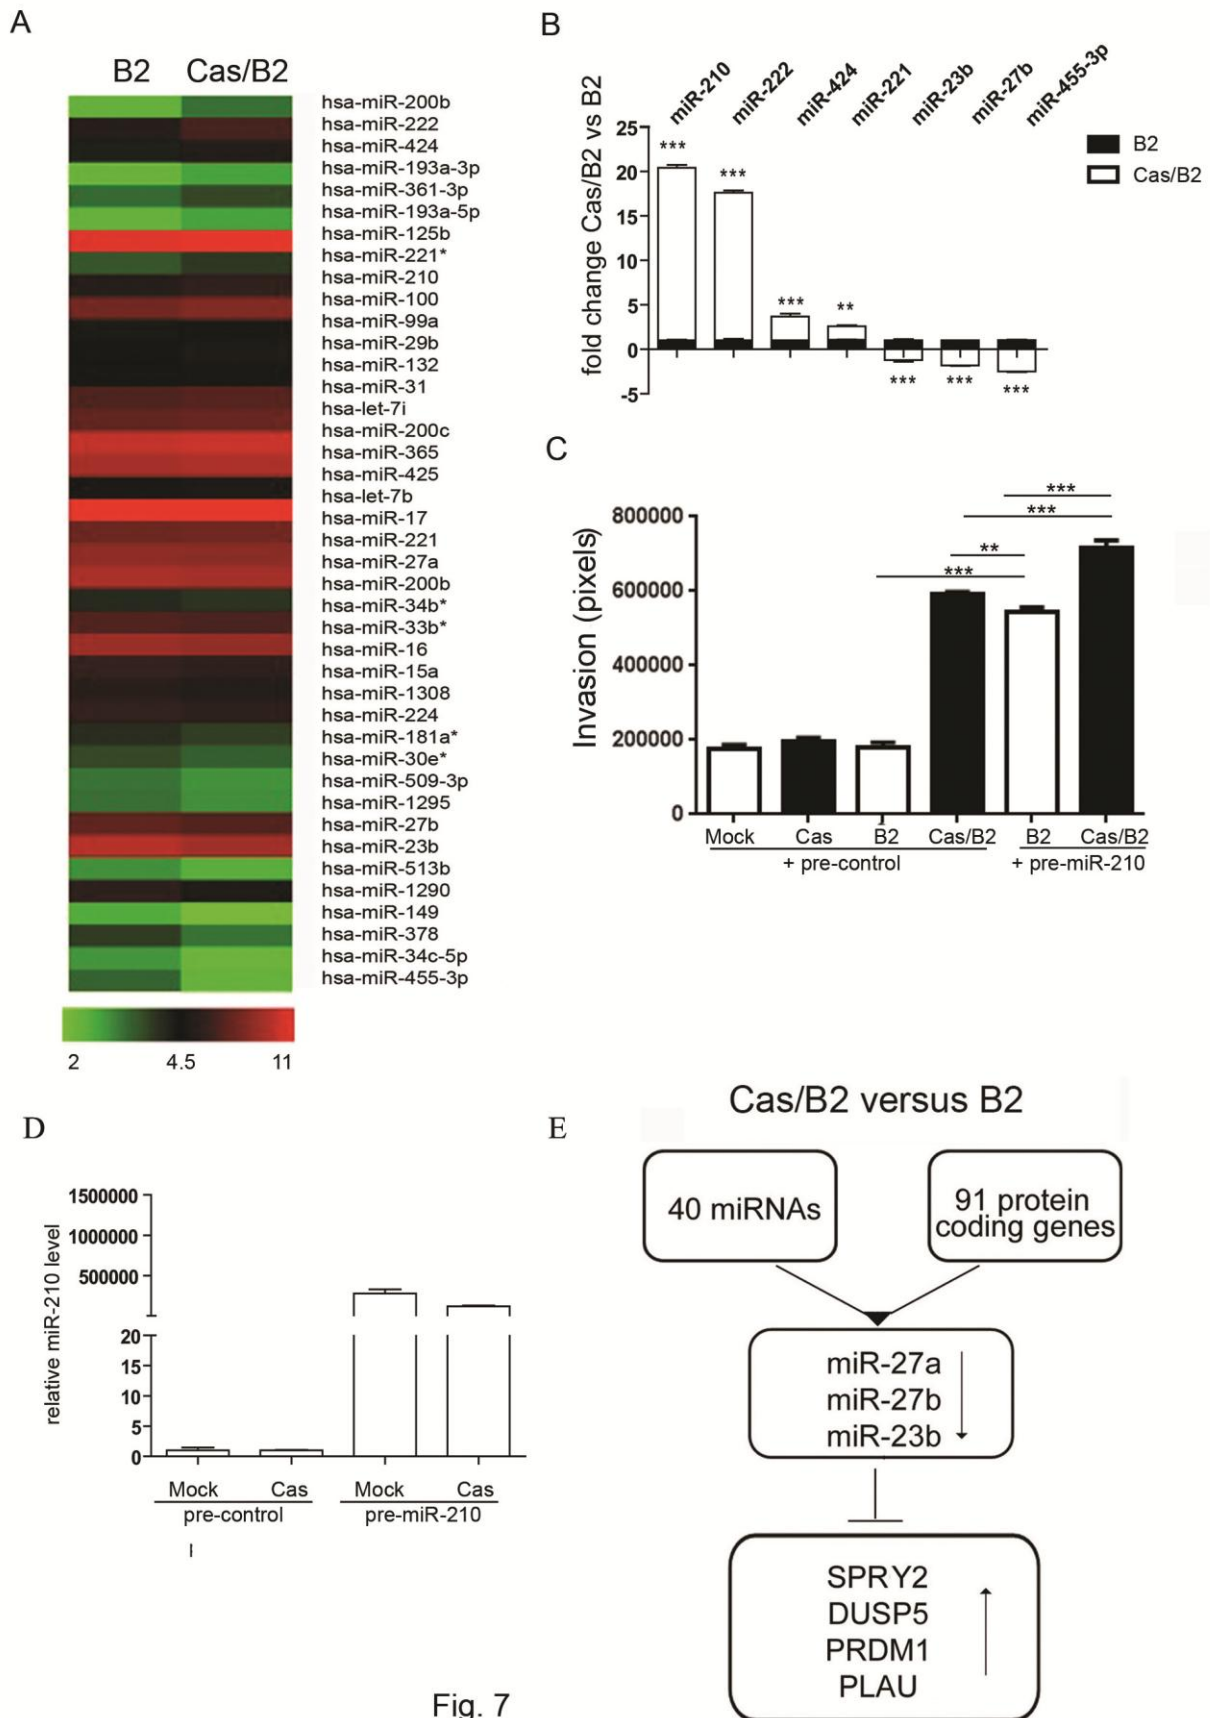 A
B2 Cas/B2
hsa-miR-200b
hsa-miR-222
hsa-miR-424
hsa-miR-193a-3p
hsa-miR-361-3p
hsa-miR-193a-5p
hsa-miR-125b
hsa-miR-221*
hsa-miR-210
hsa-miR-100
hsa-miR-99a
hsa-miR-29b
hsa-miR-132
hsa-miR-31
hsa-let-7i
hsa-miR-200c
hsa-miR-365
hsa-miR-425
hsa-let-7b
hsa-miR-17
hsa-miR-221
hsa-miR-27a
hsa-miR-200b
hsa-miR-34b*
hsa-miR-33b*
hsa-miR-16
hsa-miR-15a
hsa-miR-1308
hsa-miR-224
hsa-miR-181a*
hsa-miR-30e*
hsa-miR-509-3p
hsa-miR-1295
hsa-miR-27b
hsa-miR-23b
hsa-miR-513b
hsa-miR-1290
hsa-miR-149
hsa-miR-378
hsa-miR-34c-5p
hsa-miR-455-3p
2 4.5 11
B
miR-210 miR-222 miR-424 miR-221 miR-23b miR-27b miR-455-3p
fold change Cas/B2 vs B2
25
20
15
10
5
0
-5
*** *** *** ** *** *** ***
B2
Cas/B2
C
Invasion (pixels)
800000
600000
400000
200000
0
***
***
**
***
Mock Cas B2 Cas/B2 B2 Cas/B2
+ pre-control + pre-miR-210
D
relative miR-210 level
1500000
1000000
500000
20
15
10
5
0
Mock Cas Mock Cas
pre-control pre-miR-210
E
Cas/B2 versus B2
40 miRNAs
91 protein
coding genes
miR-27a
miR-27b
miR-23b
SPRY2
DUSP5
PRDM1
PLAU
Fig. 7